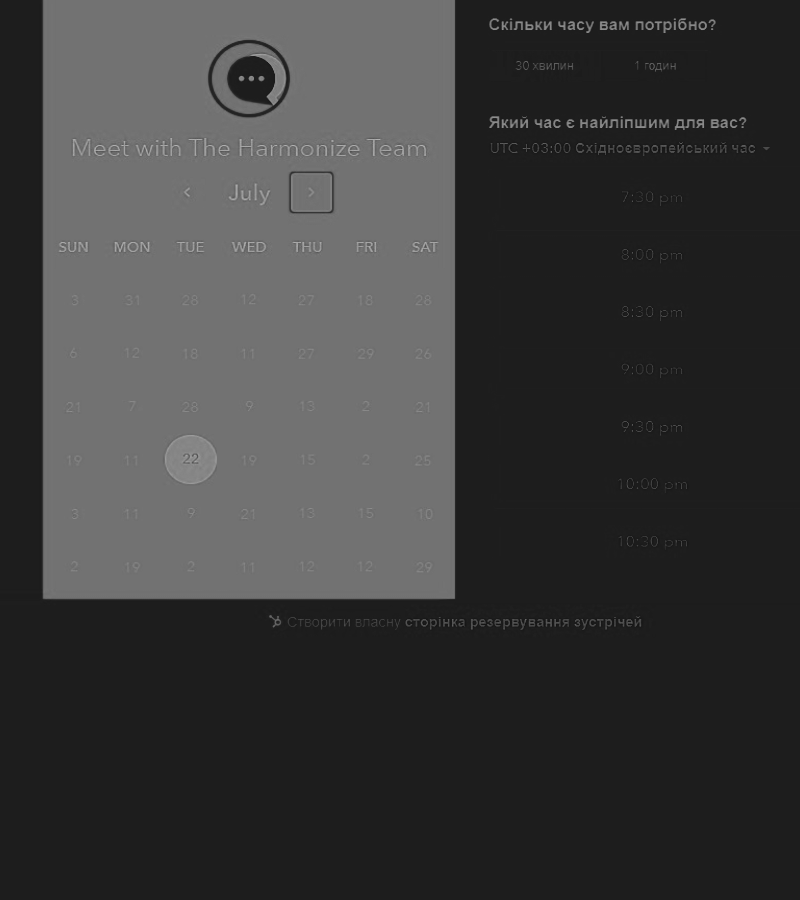 Meet with The Harmonize Team
July
SUN MON TUE WED THU FRI SAT
3 31 28 12 27 18 28
6 12 18 11 27 29 26
21 7 28 9 13 2 21
19 11 22 19 15 2 25
3 11 9 21 13 15 10
2 19 2 11 12 12 29
Скільки часу вам потрібно?
30 хвилин 1 годин
Який час є найліпшим для вас?
UTC +03:00 Східноєвропейський час
7:30 pm
8:00 pm
8:30 pm
9:00 pm
9:30 pm
10:00 pm
10:30 pm
Створити власну сторінка резервування зустрічей